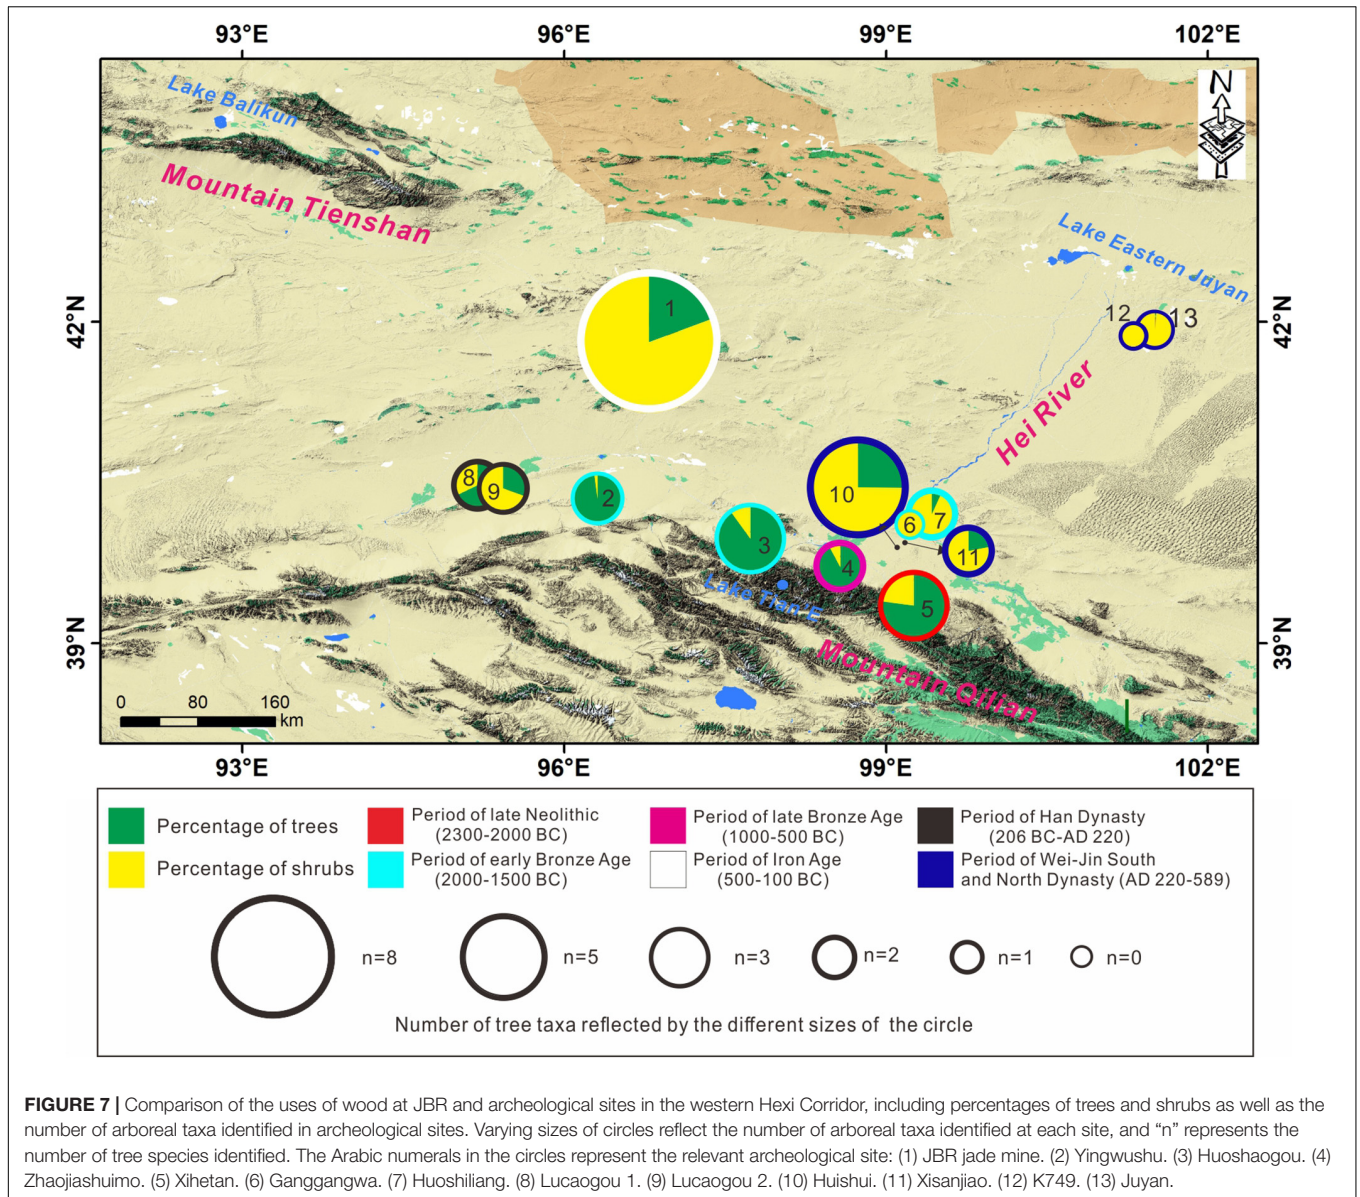 93°E 96°E 99°E 102°E
N
Lake Balikun
Mountain Tienshan
Lake Eastern Juyan
42°N 42°N
1
12 13
Hei River
8 9 2 10 6 7
3 4 11
Lake Tian'E
5
39°N 39°N
Mountain Qilian
0 80 160
km
93°E 96°E 99°E 102°E
Percentage of trees
Percentage of shrubs
Period of late Neolithic
(2300-2000 BC)
Period of early Bronze Age
(2000-1500 BC)
Period of late Bronze Age
(1000-500 BC)
Period of Iron Age
(500-100 BC)
Period of Han Dynasty
(206 BC-AD 220)
Period of Wei-Jin South
and North Dynasty (AD 220-589)
n=8 n=5 n=3 n=2 n=1 n=0
Number of tree taxa reflected by the different sizes of the circle
FIGURE 7 | Comparison of the uses of wood at JBR and archeological sites in the western Hexi Corridor, including percentages of trees and shrubs as well as the
number of arboreal taxa identified in archeological sites. Varying sizes of circles reflect the number of arboreal taxa identified at each site, and “n” represents the
number of tree species identified. The Arabic numerals in the circles represent the relevant archeological site: (1) JBR jade mine. (2) Yingwushu. (3) Huoshaogou. (4)
Zhaojiashuimo. (5) Xihetan. (6) Ganggangwa. (7) Huoshiliang. (8) Lucaogou 1. (9) Lucaogou 2. (10) Huishui. (11) Xisanjiao. (12) K749. (13) Juyan.